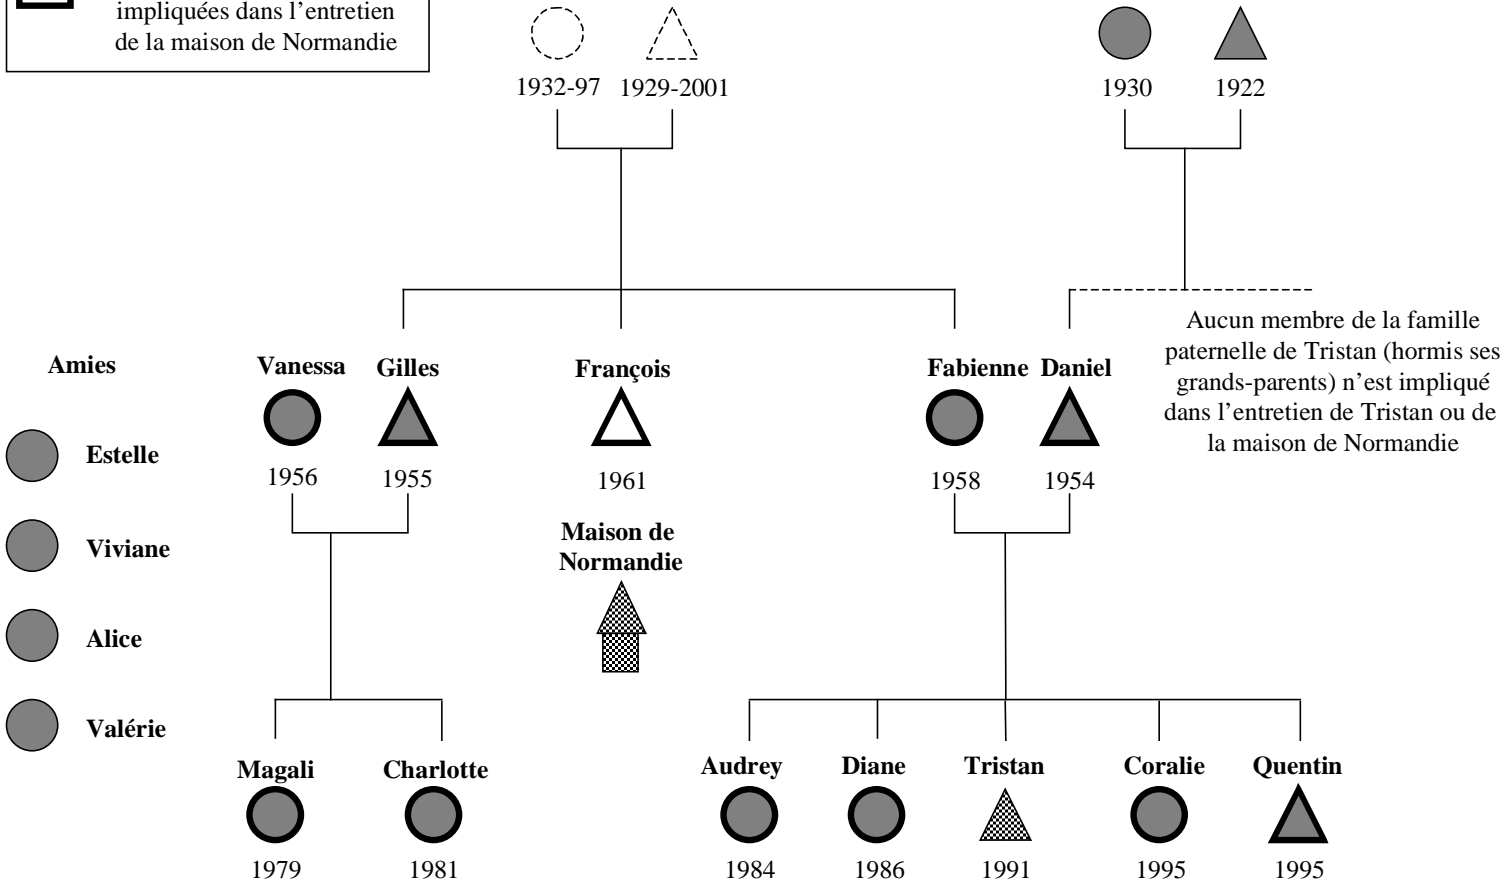 impliquées dans l’entretien
de la maison de Normandie
1932-97 1929-2001
1930 1922
Aucun membre de la famille
paternelle de Tristan (hormis ses
grands-parents) n’est impliqué
dans l’entretien de Tristan ou de
la maison de Normandie
Amies
Estelle
Viviane
Alice
Valérie
Vanessa Gilles François Fabienne Daniel
1956 1955 1961 1958 1954
Maison de
Normandie
Magali Charlotte Audrey Diane Tristan Coralie Quentin
1979 1981 1984 1986 1991 1995 1995